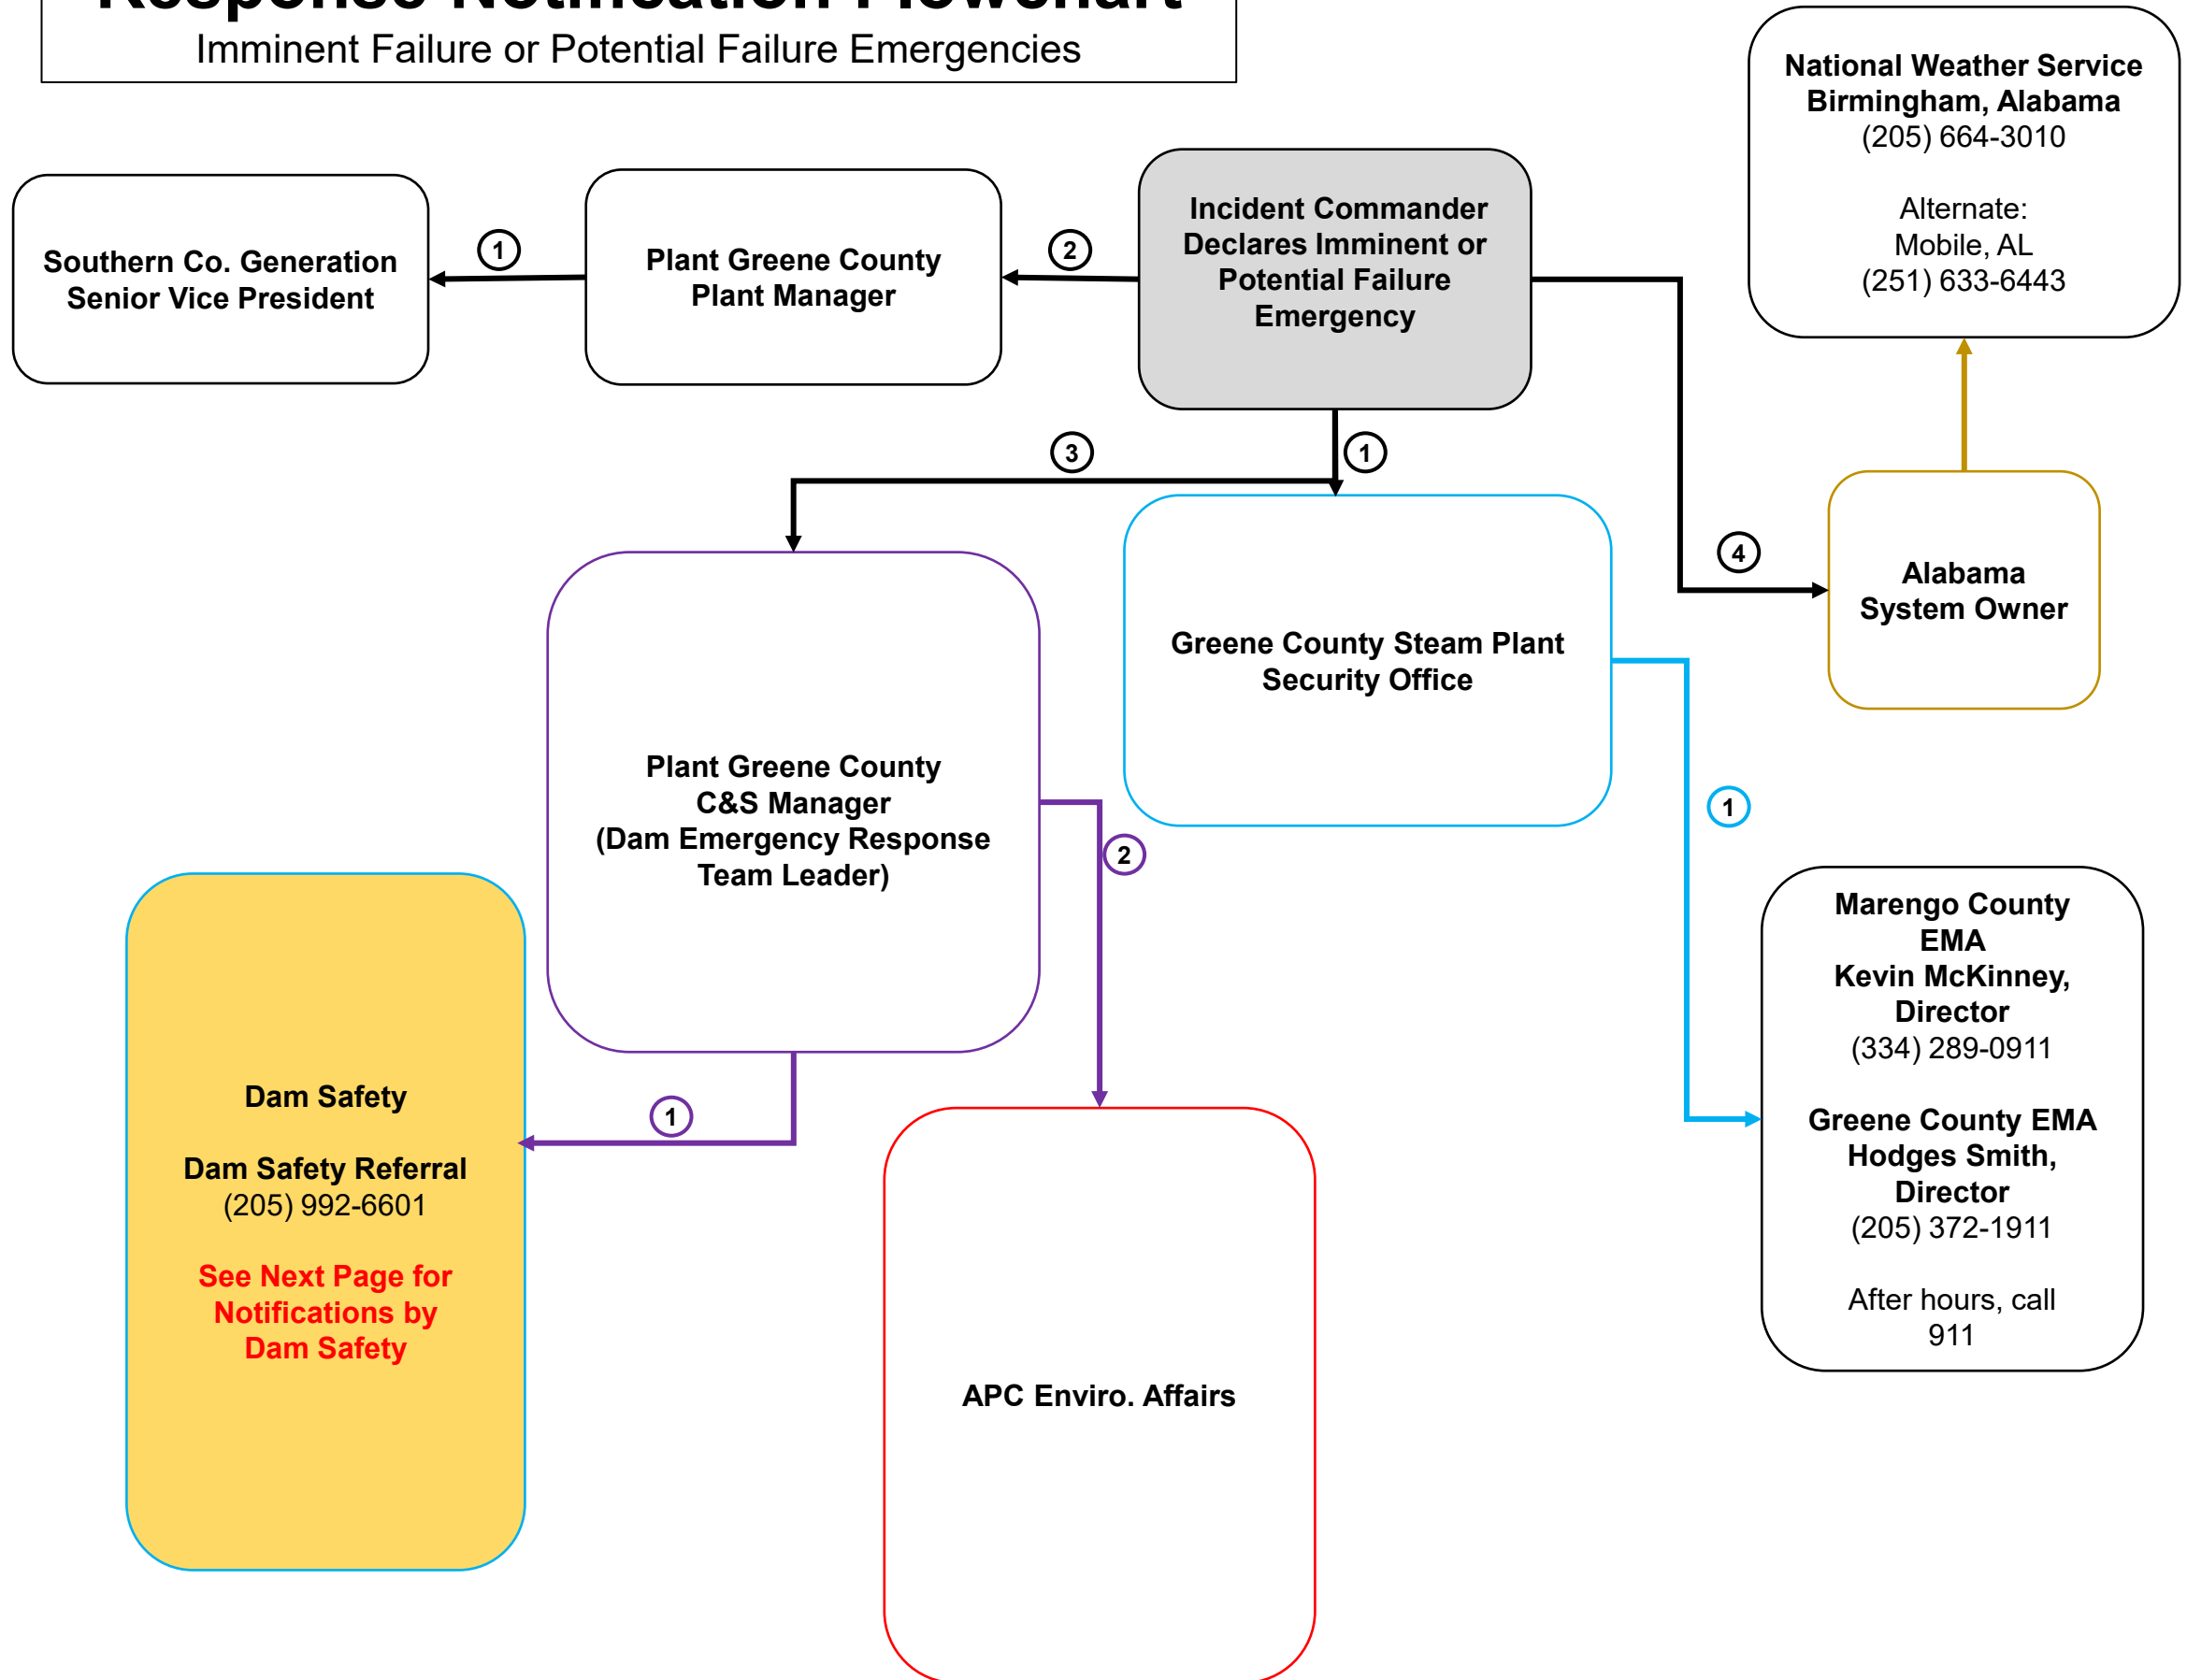 Response Notification Flowchart
Imminent Failure or Potential Failure Emergencies
National Weather Service
Birmingham, Alabama
(205) 664-3010
Alternate:
Mobile, AL
(251) 633-6443
Southern Co. Generation
Senior Vice President
1
Plant Greene County
Plant Manager
2
Incident Commander
Declares Imminent or
Potential Failure
Emergency
3
1
4
Alabama
System Owner
Greene County Steam Plant
Security Office
1
Plant Greene County
C&S Manager
(Dam Emergency Response
Team Leader)
2
1
Marengo County
EMA
Kevin McKinney,
Director
(334) 289-0911
Greene County EMA
Hodges Smith,
Director
(205) 372-1911
After hours, call
911
Dam Safety
Dam Safety Referral
(205) 992-6601
See Next Page for
Notifications by
Dam Safety
APC Enviro. Affairs